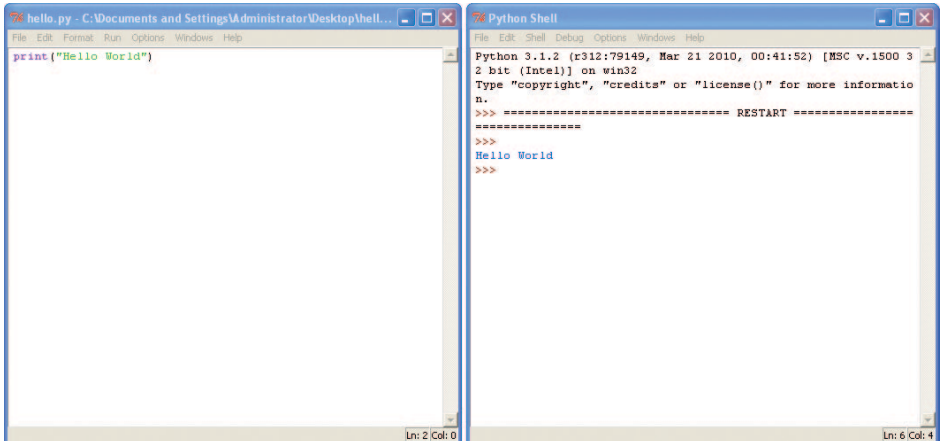 hello.py - C:\Documents and Settings\Administrator\Desktop\hell...
File Edit Format Run Options Windows Help
print("Hello World")
Ln: 2 Col: 0
Python Shell
File Edit Shell Debug Options Windows Help
Python 3.1.2 (r312:79149, Mar 21 2010, 00:41:52) [MSC v.1500 3
2 bit (Intel)] on win32
Type "copyright", "credits" or "license()" for more informatio
n.
>>> ================================ RESTART =================
===============
>>>
Hello World
>>>
Ln: 6 Col: 4